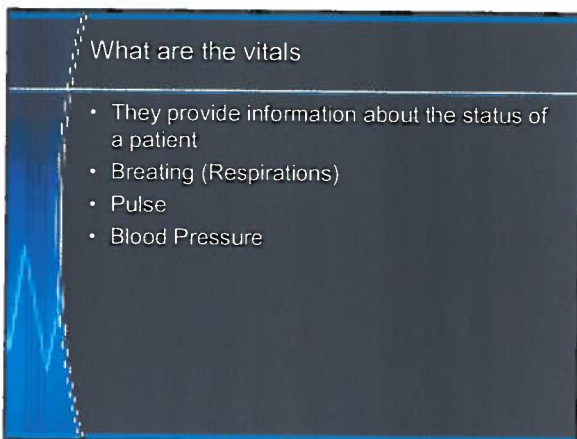 What are the vitals
• They provide information about the status of
a patient
• Breating (Respirations)
• Pulse
• Blood Pressure